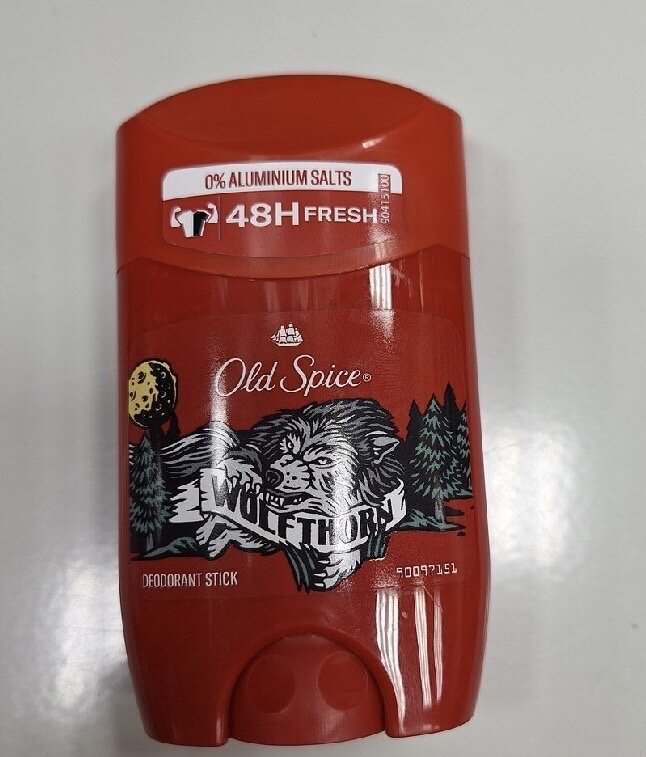 0% ALUMINIUM SALTS
48H FRESH
Old Spice®
WOLFTHORN
DEODORANT STICK